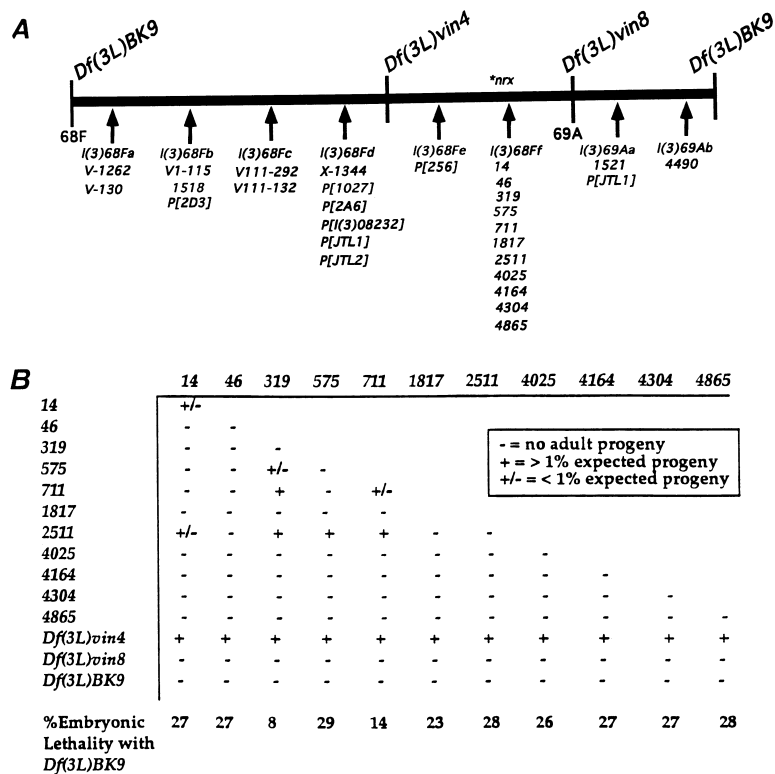 A
Df(3L)BK9
Df(3L)vin4
Df(3L)vin8
Df(3L)BK9
*nrx
68F
69A
l(3)68Fa
V-1262
V-130
l(3)68Fb
V1-115
1518
P[2D3]
l(3)68Fc
V111-292
V111-132
l(3)68Fd
X-1344
P[1027]
P[2A6]
P[l(3)08232]
P[JTL1]
P[JTL2]
l(3)68Fe
P[256]
l(3)68Ff
14
46
319
575
711
1817
2511
4025
4164
4304
4865
l(3)69Aa
1521
P[JTL1]
l(3)69Ab
4490
B
14 46 319 575 711 1817 2511 4025 4164 4304 4865
14 +/-
46 - -
319 - - -
575 - - +/- -
711 - - + - +/-
1817 - - - - -
2511 +/- - + + + - -
4025 - - - - - - - -
4164 - - - - - - - - -
4304 - - - - - - - - - -
4865 - - - - - - - - - - -
Df(3L)vin4 + + + + + + + + + + +
Df(3L)vin8 - - - - - - - - - - -
Df(3L)BK9 - - - - - - - - - - -
- = no adult progeny
+ = > 1% expected progeny
+/- = < 1% expected progeny
%Embryonic 27 27 8 29 14 23 28 26 27 27 28
Lethality with
Df(3L)BK9